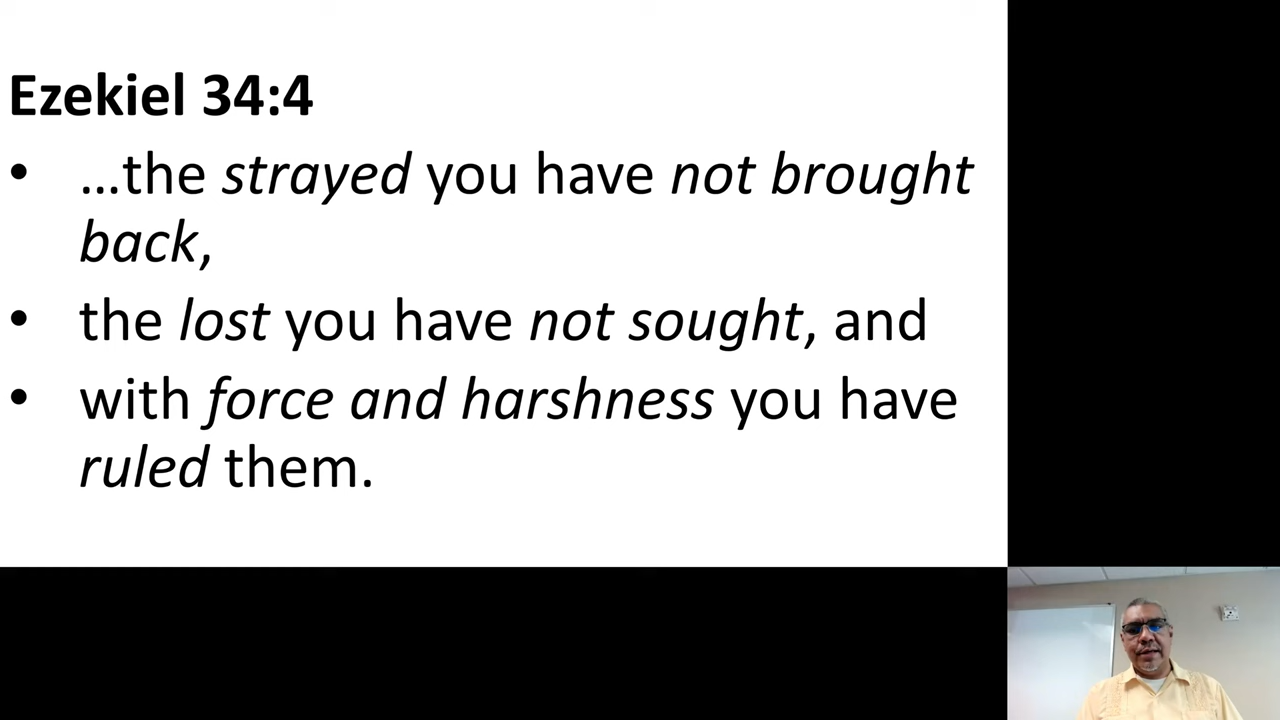 Ezekiel 34:4
• …the strayed you have not brought
back,
• the lost you have not sought, and
• with force and harshness you have
ruled them.